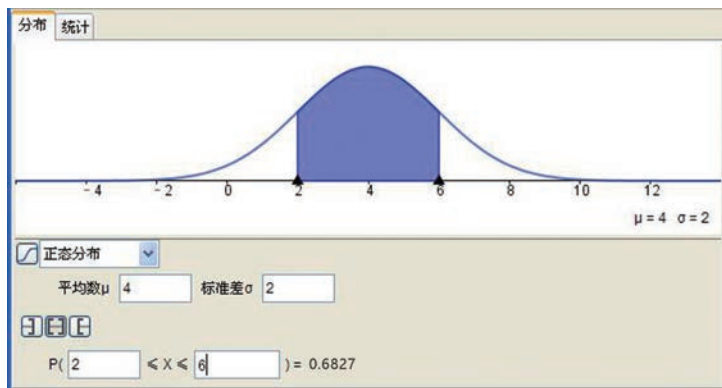 分布 统计
-4 -2 0 2 4 6 8 10 12
μ=4 σ=2
正态分布
平均数μ 4 标准差σ 2
P( 2 ⩽ X ⩽ 6 ) = 0.6827